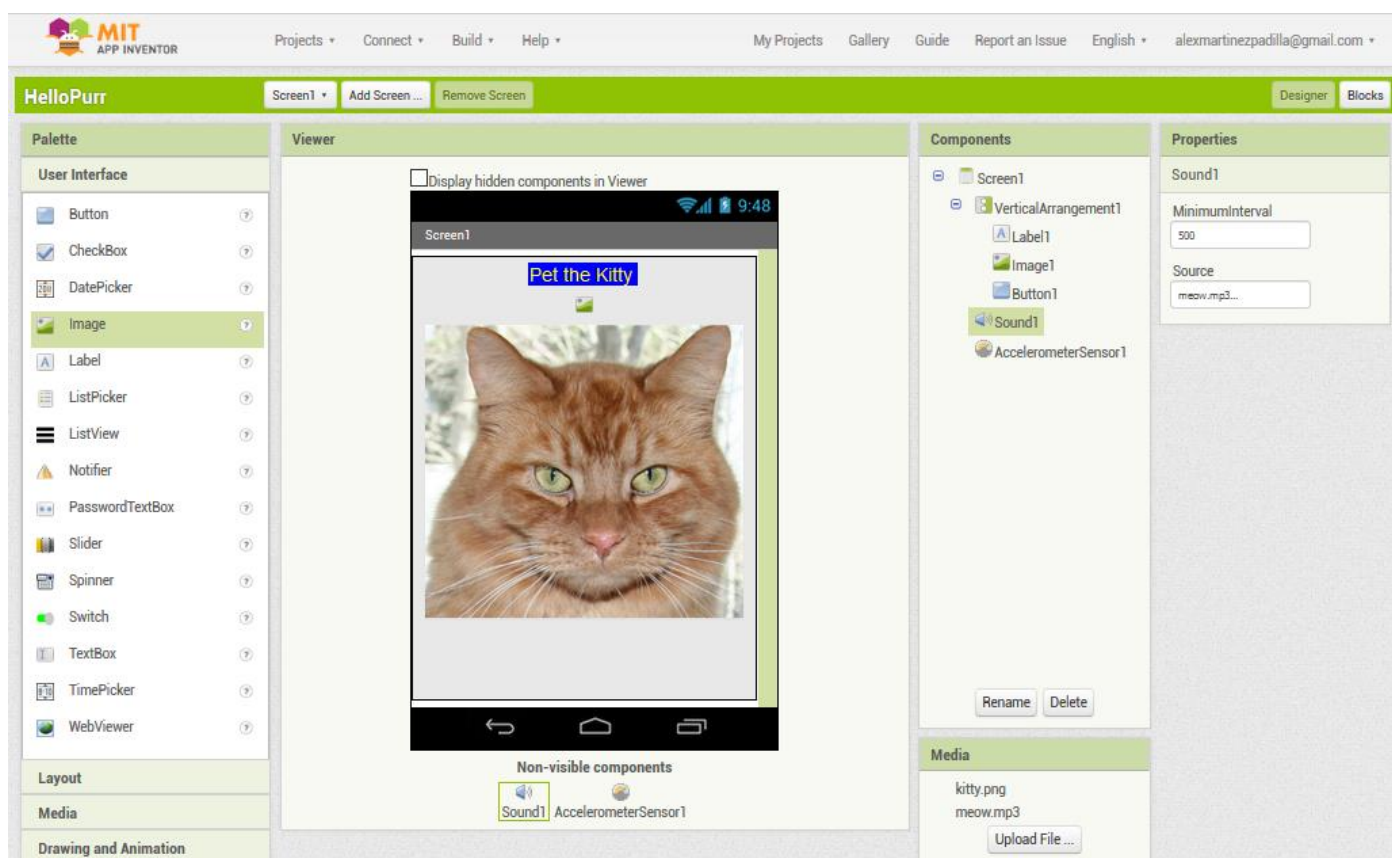 MIT
APP INVENTOR
Projects Connect Build Help My Projects Gallery Guide Report an Issue English alexmartinezpadilla@gmail.com
HelloPurr Screen1 Add Screen ... Remove Screen Designer Blocks
Palette
User Interface
Button
CheckBox
DatePicker
Image
Label
ListPicker
ListView
Notifier
PasswordTextBox
Slider
Spinner
Switch
TextBox
TimePicker
WebViewer
Layout
Media
Drawing and Animation
Viewer
Display hidden components in Viewer
9:48
Screen1
Pet the Kitty
Non-visible components
Sound1 AccelerometerSensor1
Components
Screen1
VerticalArrangement1
Label1
Image1
Button1
Sound1
AccelerometerSensor1
Rename Delete
Media
kitty.png
meow.mp3
Upload File ...
Properties
Sound1
MinimumInterval
500
Source
meow.mp3...